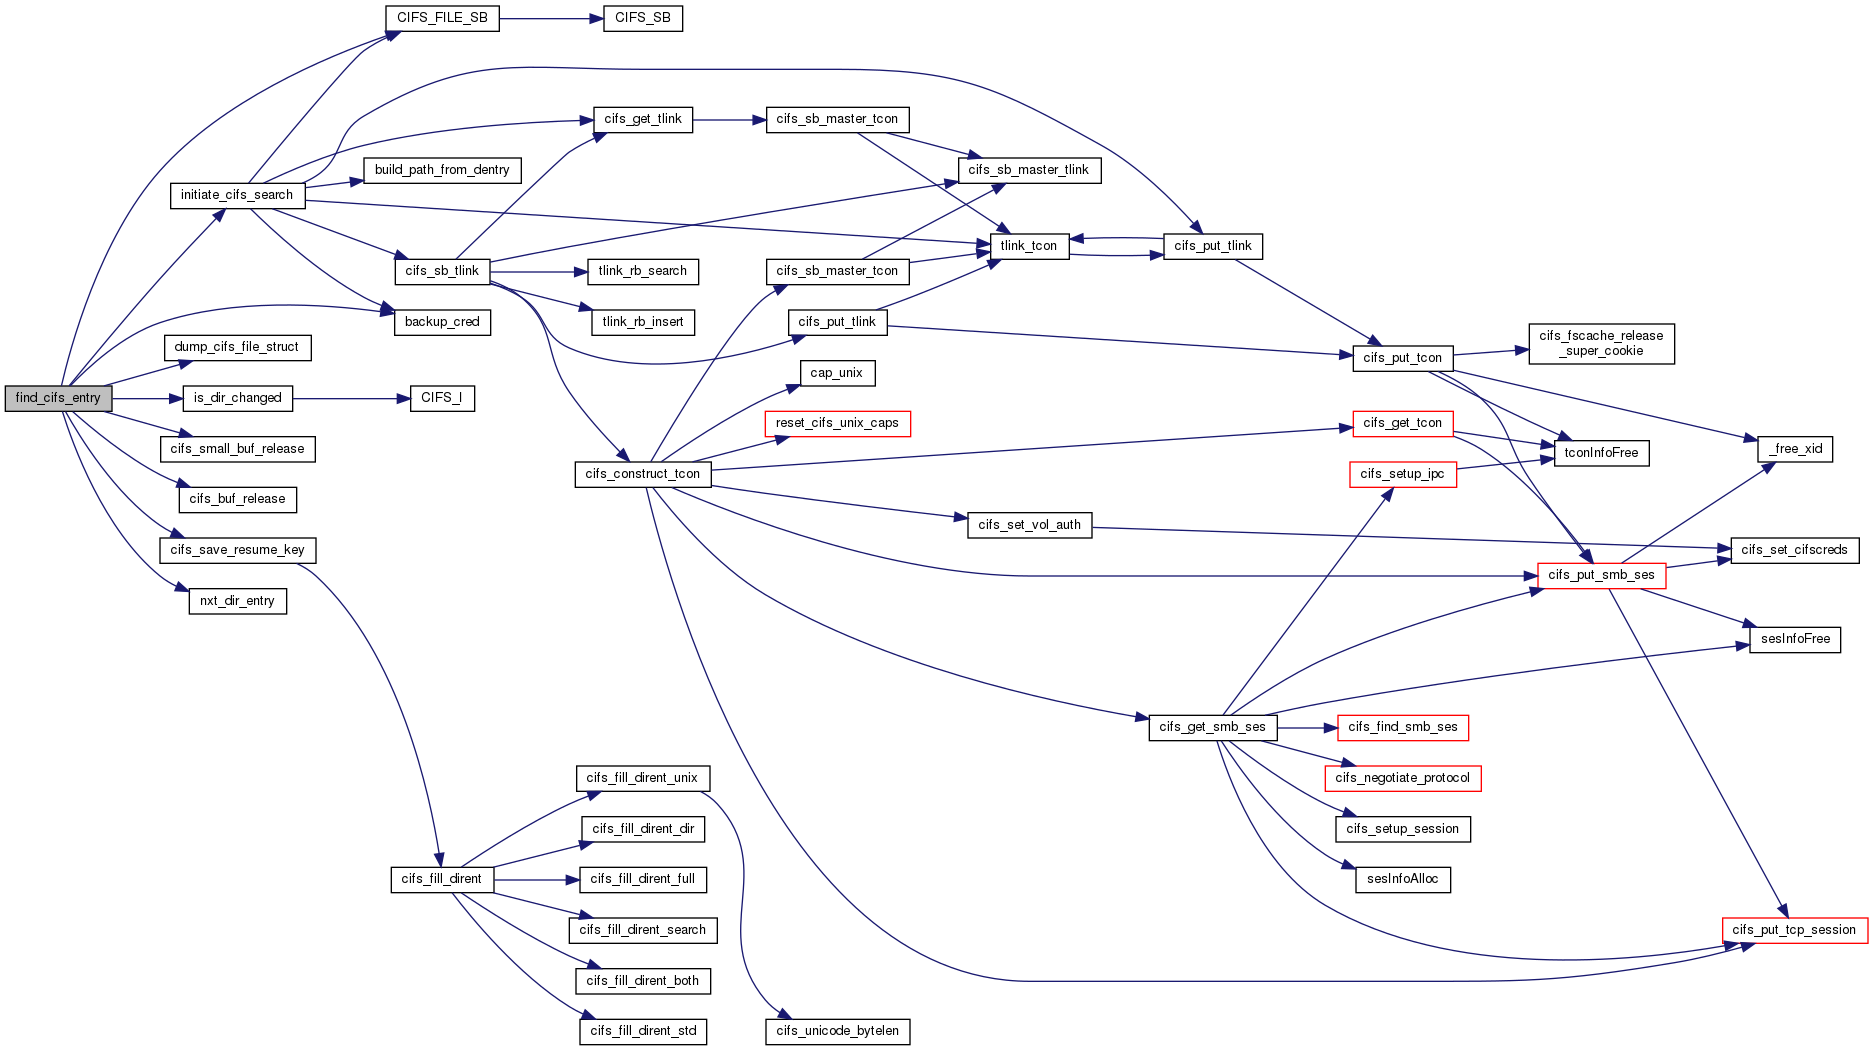 CIFS_FILE_SB
CIFS_SB
cifs_get_tlink
cifs_sb_master_tcon
build_path_from_dentry
cifs_sb_master_tlink
initiate_cifs_search
tlink_tcon
cifs_put_tlink
cifs_sb_tlink
tlink_rb_search
cifs_sb_master_tcon
backup_cred
tlink_rb_insert
cifs_put_tlink
dump_cifs_file_struct
cifs_fscache_release
_super_cookie
cifs_put_tcon
cap_unix
find_cifs_entry
is_dir_changed
CIFS_I
reset_cifs_unix_caps
cifs_get_tcon
cifs_small_buf_release
_free_xid
tconInfoFree
cifs_construct_tcon
cifs_setup_ipc
cifs_buf_release
cifs_set_vol_auth
cifs_save_resume_key
cifs_set_cifscreds
cifs_put_smb_ses
nxt_dir_entry
sesInfoFree
cifs_get_smb_ses
cifs_find_smb_ses
cifs_fill_dirent_unix
cifs_negotiate_protocol
cifs_fill_dirent_dir
cifs_setup_session
cifs_fill_dirent
cifs_fill_dirent_full
sesInfoAlloc
cifs_fill_dirent_search
cifs_put_tcp_session
cifs_fill_dirent_both
cifs_fill_dirent_std
cifs_unicode_bytelen